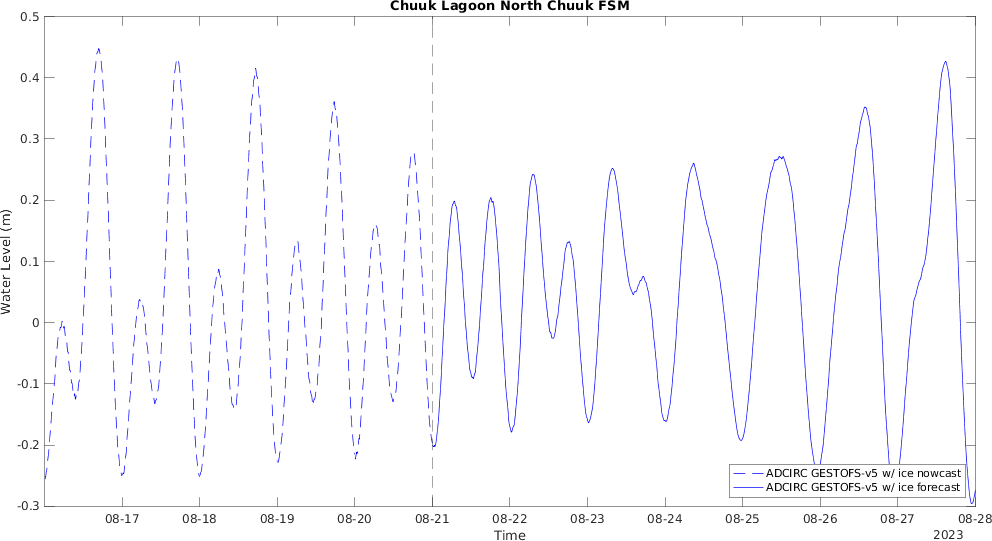 Chuuk Lagoon North Chuuk FSM
0.5
0.4
0.3
0.2
0.1
0
-0.1
-0.2
-0.3
Water Level (m)
ADCIRC GESTOFS-v5 w/ ice nowcast
ADCIRC GESTOFS-v5 w/ ice forecast
08-17 08-18 08-19 08-20 08-21 08-22 08-23 08-24 08-25 08-26 08-27 08-28
Time
2023